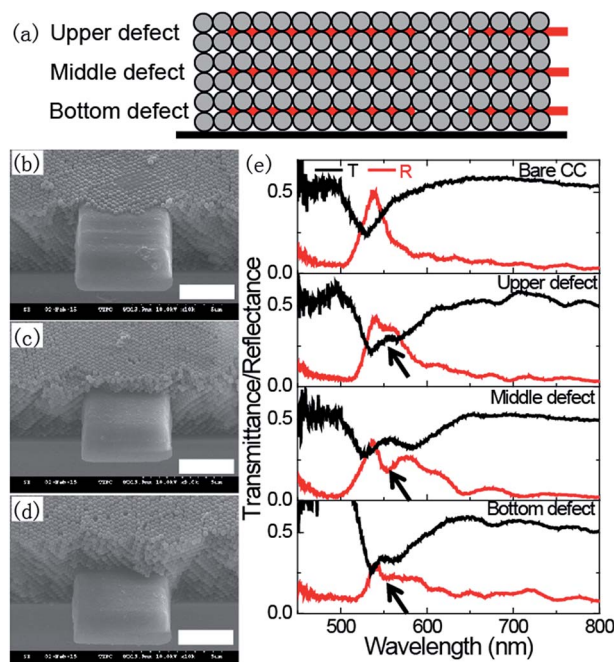 (a)
Upper defect
Middle defect
Bottom defect
(b)
(c)
(d)
(e)
T R
Bare CC
0.5
0.0
Upper defect
0.5
0.0
Middle defect
0.5
0.0
Bottom defect
0.5
0.0
500 600 700 800
Transmittance/Reflectance
Wavelength (nm)